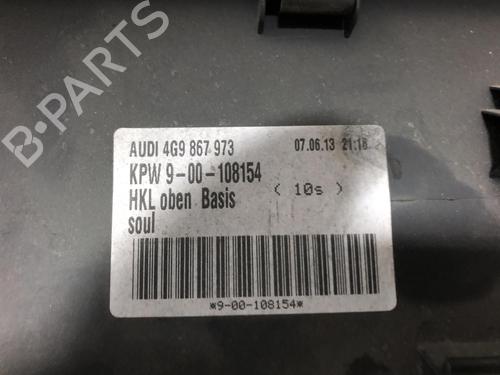 B-PARTS
AUDI 4G9 867 973 07.06.13 21:18
KPW 9-00-108154
HKL oben Basis ( 10s )
soul
*9-00-108154*